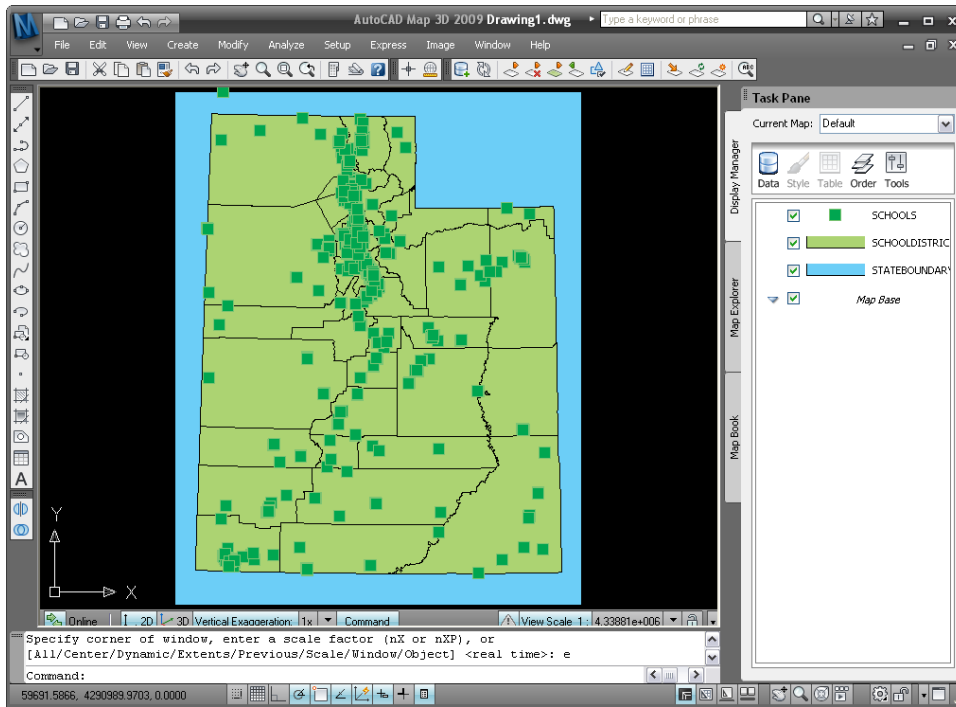 AutoCAD Map 3D 2009 Drawing1.dwg Type a keyword or phrase
File Edit View Create Modify Analyze Setup Express Image Window Help
Task Pane
Current Map: Default
Data Style Table Order Tools
Display Manager
SCHOOLS
SCHOOLDISTRIC
STATEBOUNDARY
Map Base
Map Explorer
Map Book
A
Y
X
Online 2D 3D Vertical Exaggeration: 1x Command View Scale 1: 4.33881e+006
Specify corner of window, enter a scale factor (nX or nXP), or
[All/Center/Dynamic/Extents/Previous/Scale/Window/Object] <real time>: e
Command:
59691.5866, 4290989.9703, 0.0000